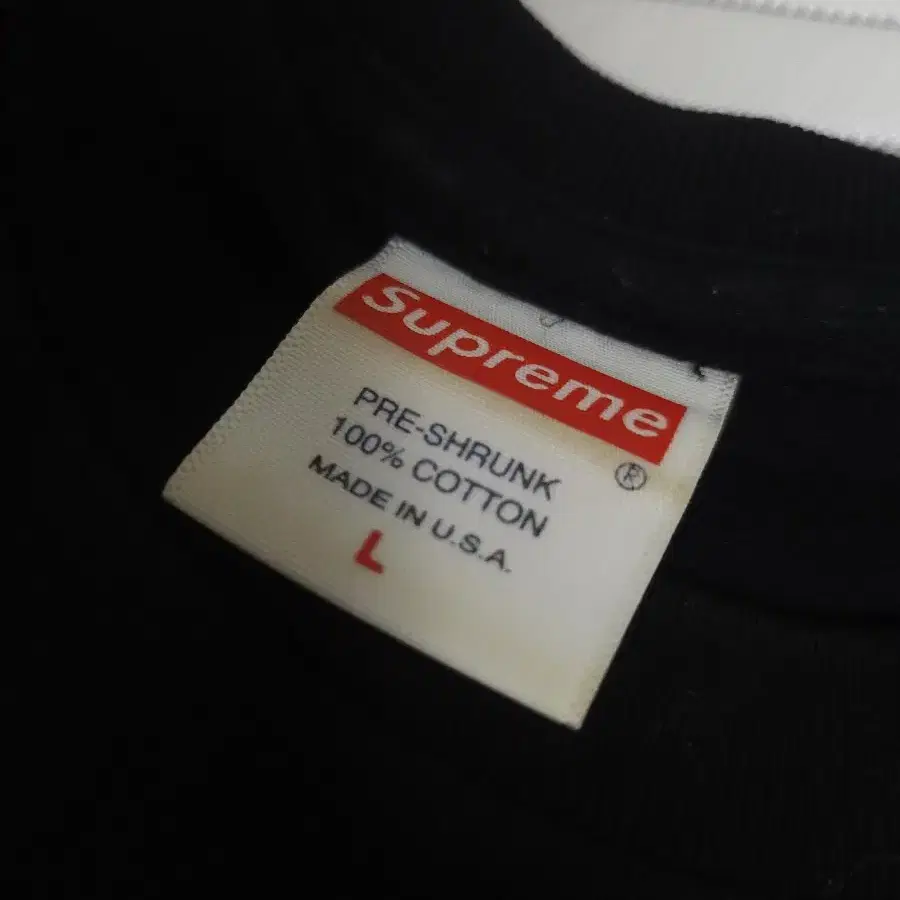 Supreme
®
PRE-SHRUNK
100% COTTON
MADE IN U.S.A.
L